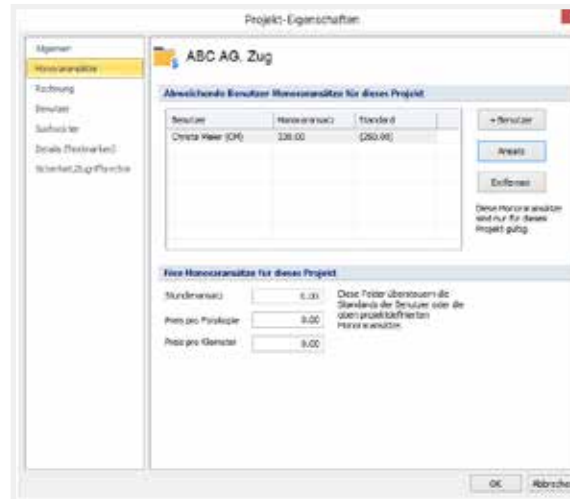 Projekt-Eigenschaften
Allgemein
Honoraransätze
Rechnung
Benutzer
Suchwörter
Details (Textmarken)
ABC AG, Zug
Abweichende Benutzer Honoraransätze für dieses Projekt
Benutzer Honoraransatz Standard
Christa Meier (CM) 330.00 (260.00)
+ Benutzer
Ansatz
Entfernen
Diese Honoraransätze
sind nur für dieses
Projekt gültig.
Fixe Honoraransätze für dieses Projekt
Stundenansatz 0.00
Preis pro Fotokopie 0.00
Preis pro Kilometer 0.00
Diese Felder übersteuern die
Standards der Benutzer oder die
oben projektdefinierten
Honoraransätze.
OK